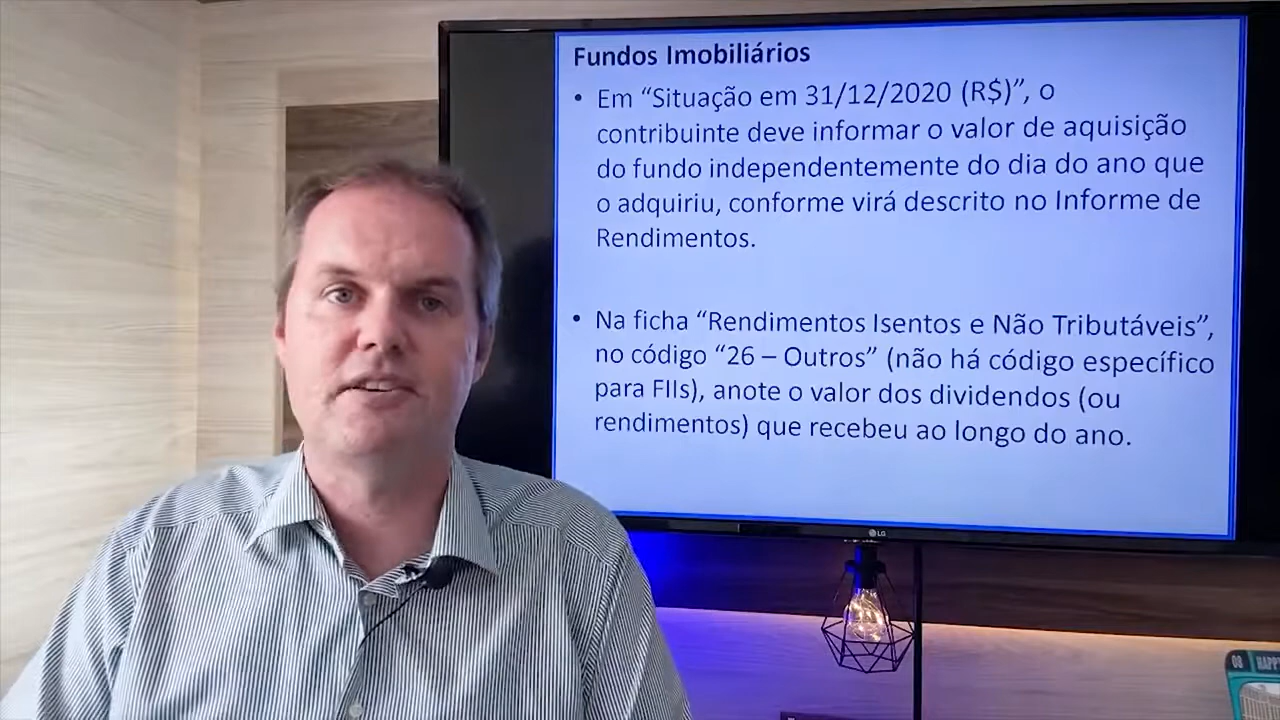 Fundos Imobiliários
• Em “Situação em 31/12/2020 (R$)”, o
contribuinte deve informar o valor de aquisição
do fundo independentemente do dia do ano que
o adquiriu, conforme virá descrito no Informe de
Rendimentos.
• Na ficha “Rendimentos Isentos e Não Tributáveis”,
no código “26 – Outros” (não há código específico
para FIIs), anote o valor dos dividendos (ou
rendimentos) que recebeu ao longo do ano.
LG
08 HAPP